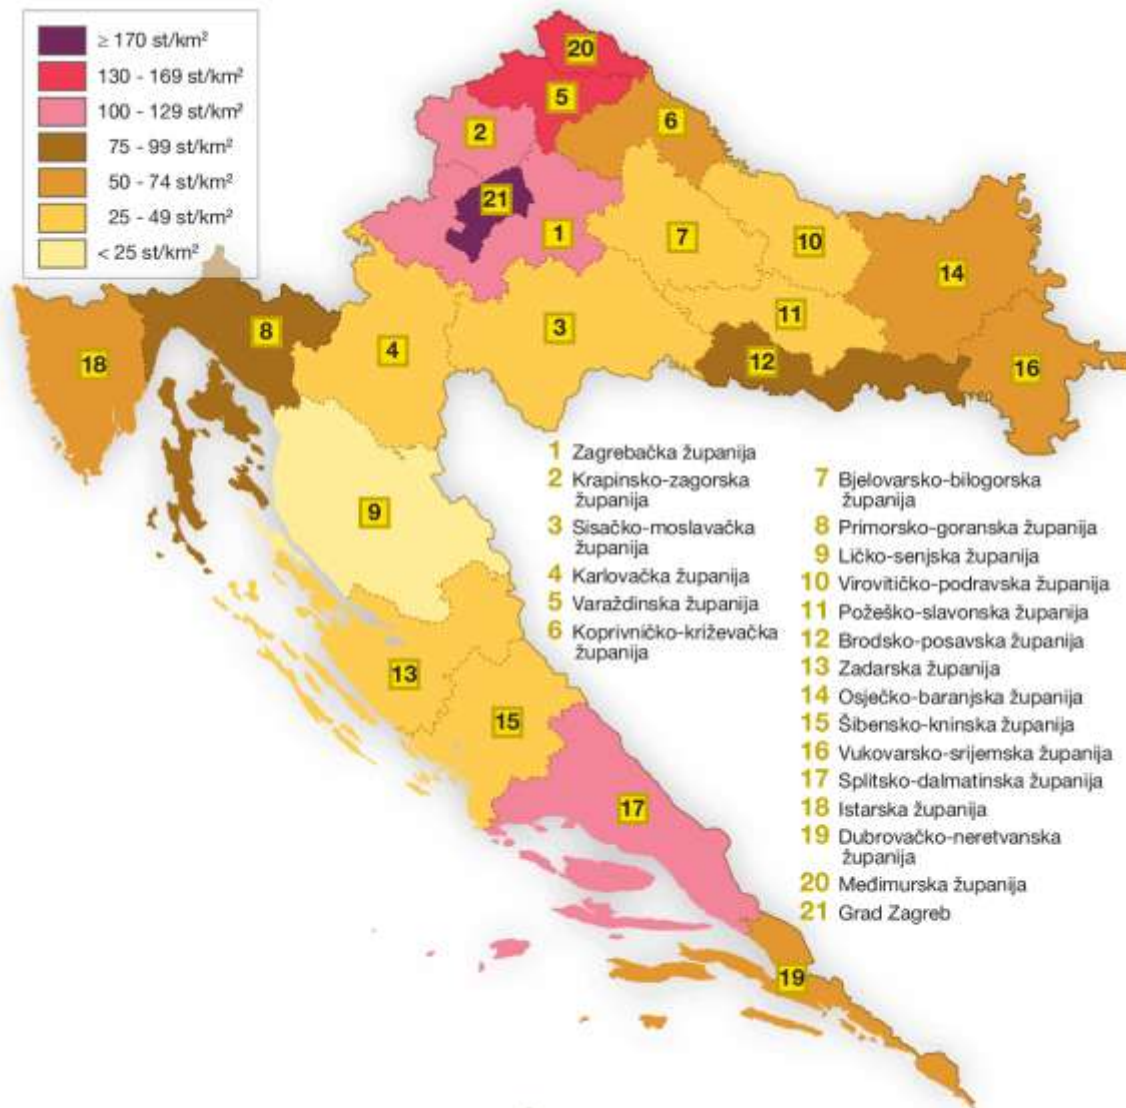 ≥ 170 st/km²
130 - 169 st/km²
100 - 129 st/km²
75 - 99 st/km²
50 - 74 st/km²
25 - 49 st/km²
< 25 st/km²
20
5
6
2
21
1
7
10
14
11
3
8
4
12
18
16
9
13
15
17
19
1 Zagrebačka županija
2 Krapinsko-zagorska
županija
3 Sisačko-moslavačka
županija
4 Karlovačka županija
5 Varaždinska županija
6 Koprivničko-križevačka
županija
7 Bjelovarsko-bilogorska
županija
8 Primorsko-goranska županija
9 Ličko-senjska županija
10 Virovitičko-podravska županija
11 Požeško-slavonska županija
12 Brodsko-posavska županija
13 Zadarska županija
14 Osječko-baranjska županija
15 Šibensko-kninska županija
16 Vukovarsko-srijemska županija
17 Splitsko-dalmatinska županija
18 Istarska županija
19 Dubrovačko-neretvanska
županija
20 Međimurska županija
21 Grad Zagreb